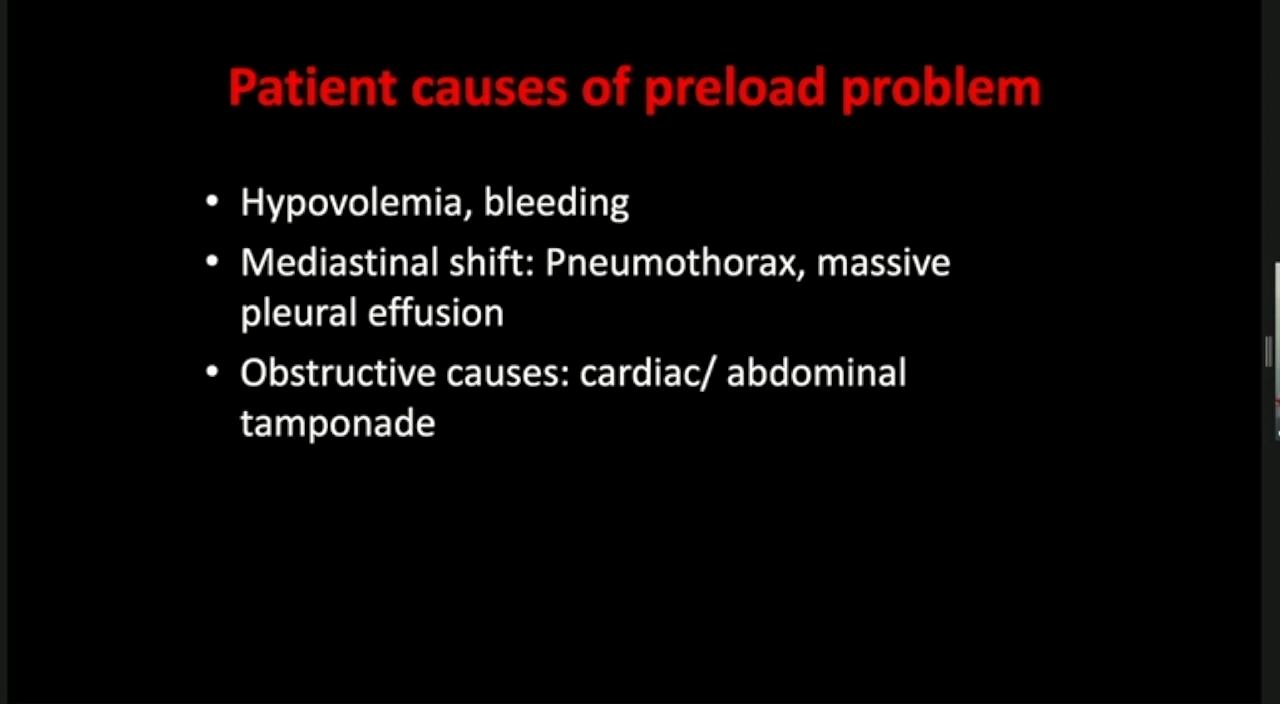 Patient causes of preload problem
• Hypovolemia, bleeding
• Mediastinal shift: Pneumothorax, massive
pleural effusion
• Obstructive causes: cardiac/ abdominal
tamponade